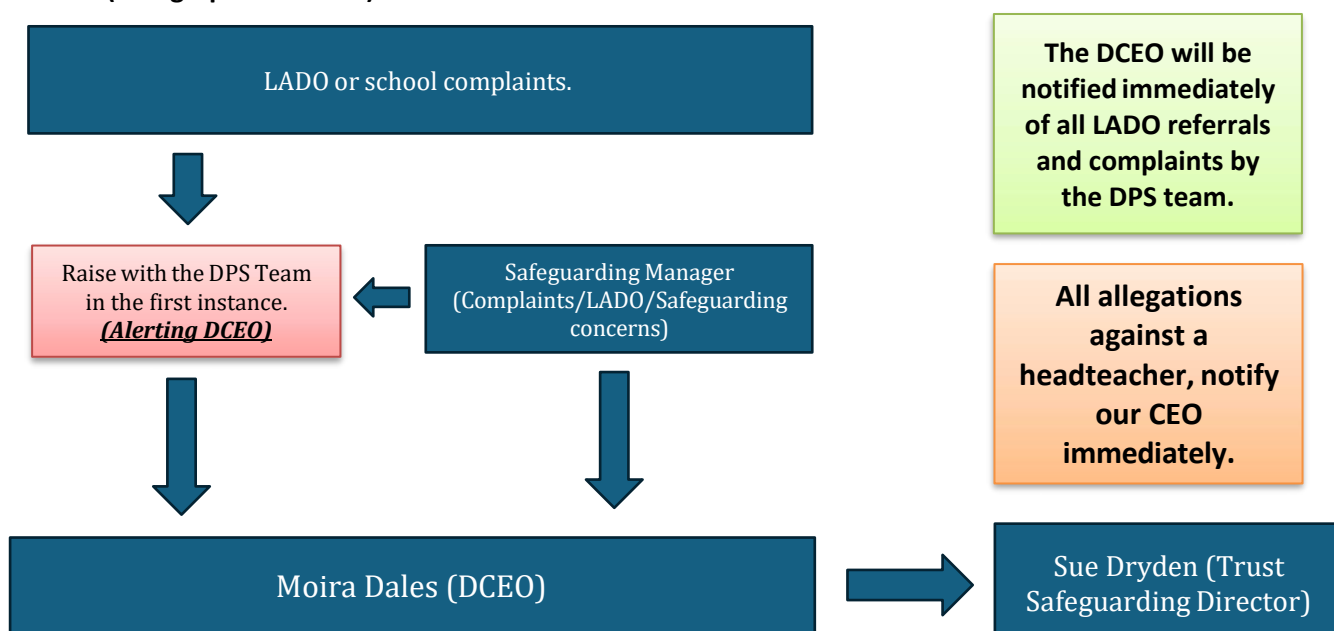 LADO or school complaints.
The DCEO will be
notified immediately
of all LADO referrals
and complaints by
the DPS team.
Raise with the DPS Team
in the first instance.
(Alerting DCEO)
Safeguarding Manager
(Complaints/LADO/Safeguarding
concerns)
All allegations
against a
headteacher, notify
our CEO
immediately.
Moira Dales (DCEO)
Sue Dryden (Trust
Safeguarding Director)